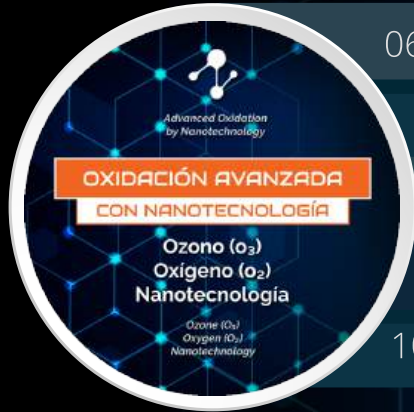 Advanced Oxidation
by Nanotechnology
OXIDACIÓN AVANZADA
CON NANOTECNOLOGÍA
Ozono (o₃)
Oxígeno (o₂)
Nanotecnología
Ozone (O₃)
Oxygen (O₂)
Nanotechnology